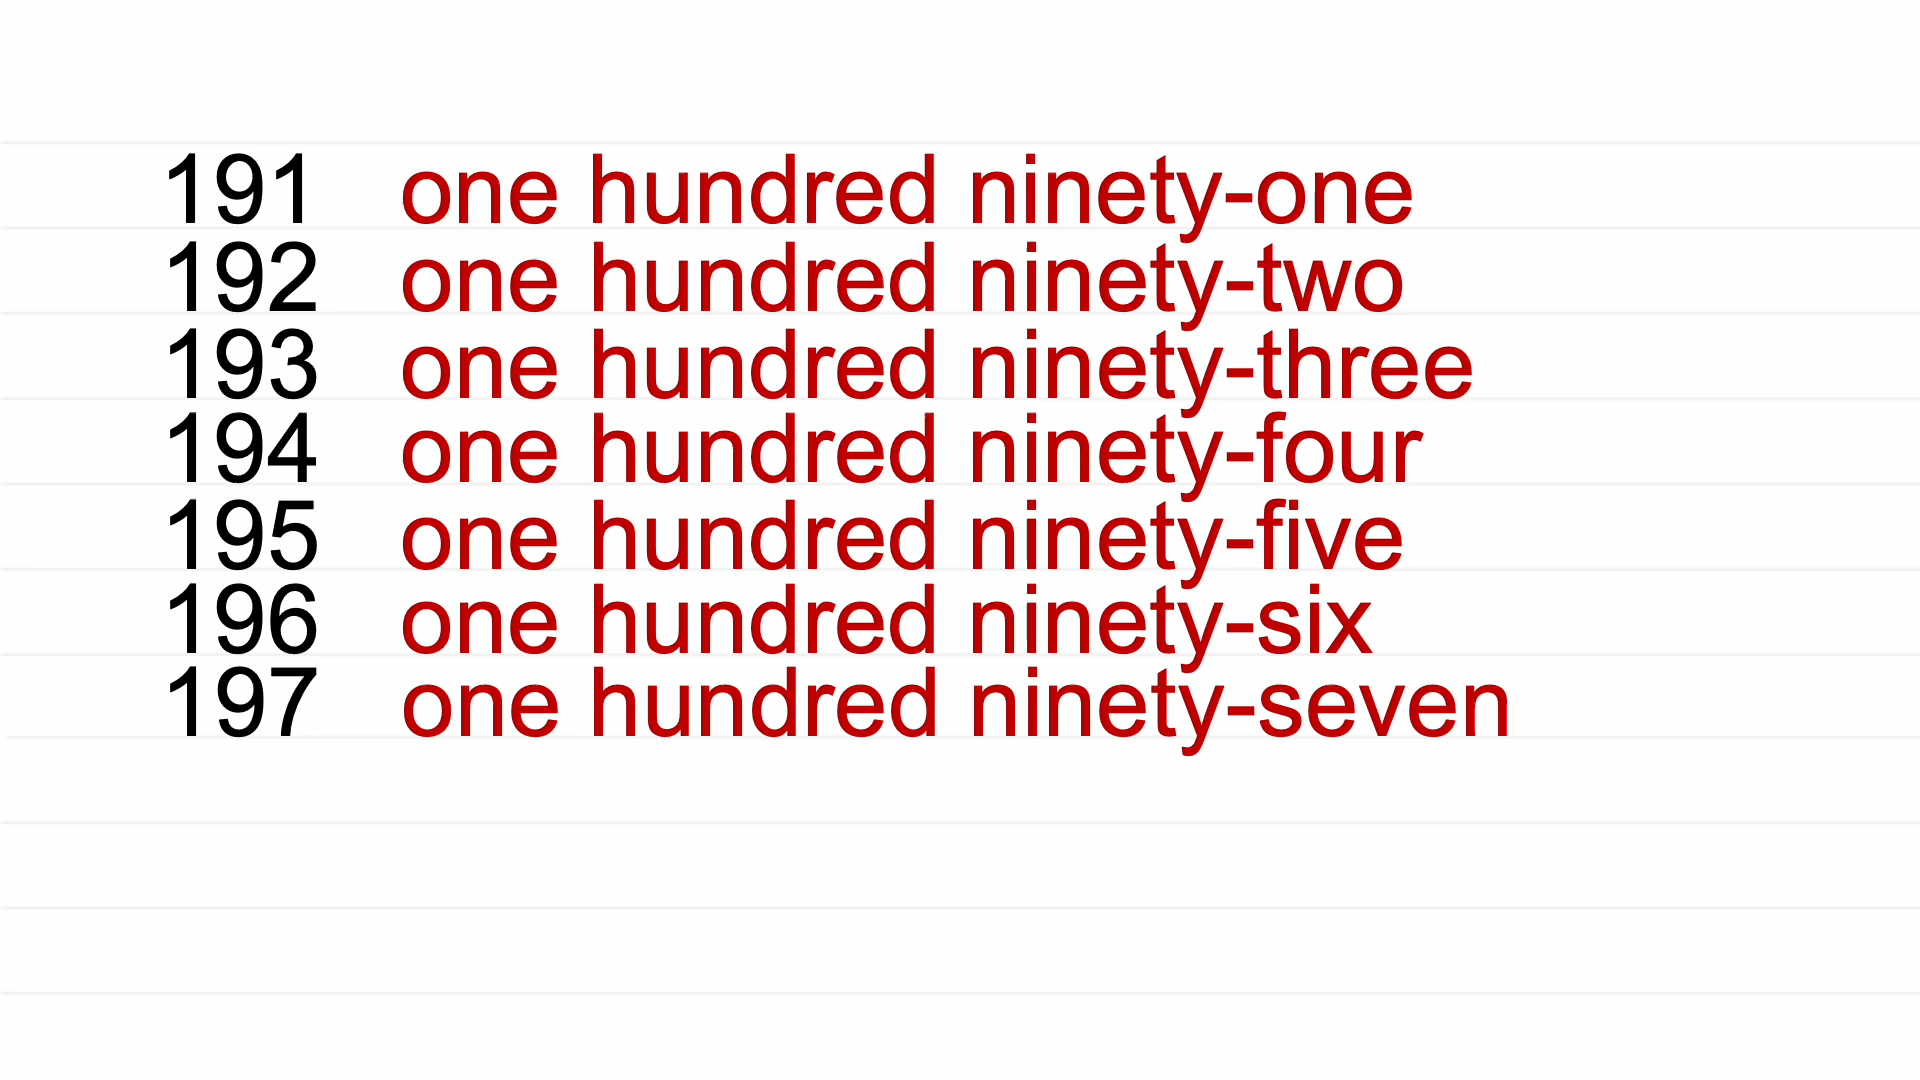 191 one hundred ninety-one
192 one hundred ninety-two
193 one hundred ninety-three
194 one hundred ninety-four
195 one hundred ninety-five
196 one hundred ninety-six
197 one hundred ninety-seven